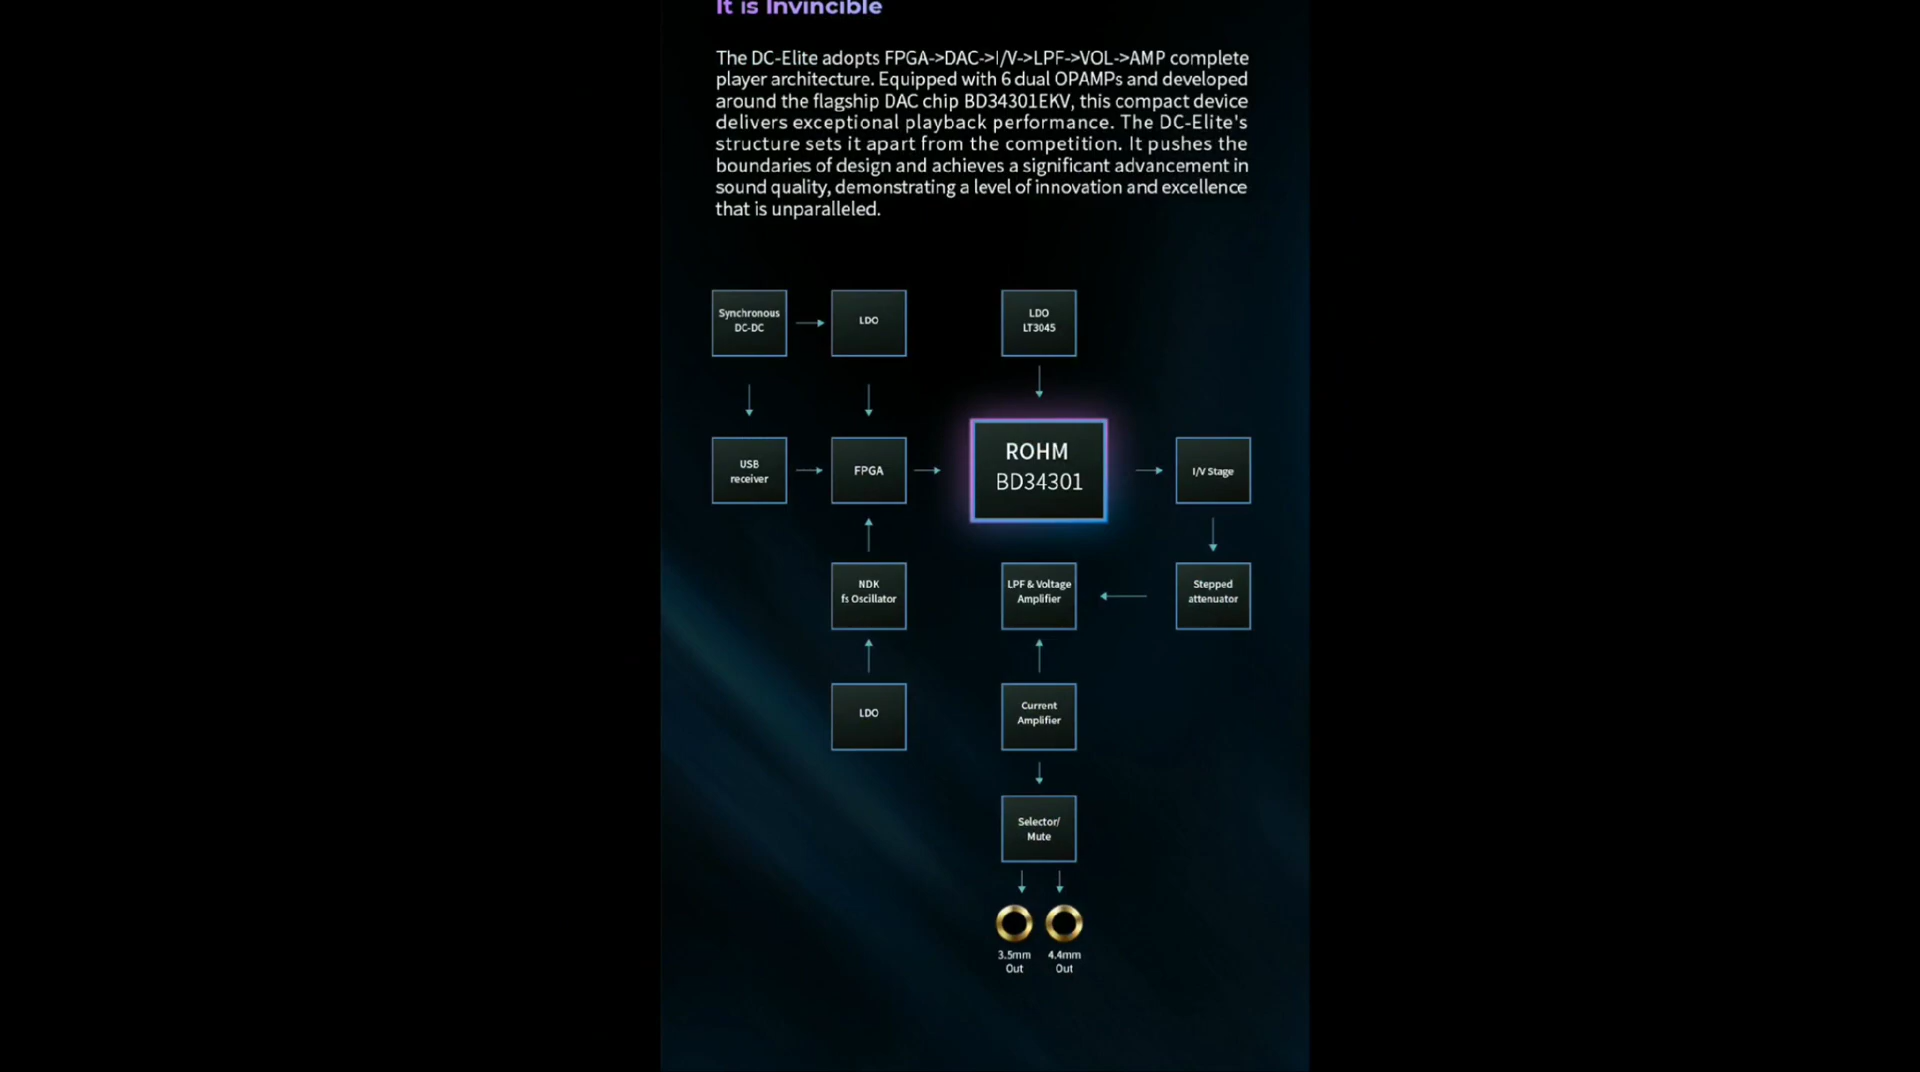 It is Invincible
The DC-Elite adopts FPGA->DAC->I/V->LPF->VOL->AMP complete
player architecture. Equipped with 6 dual OPAMPs and developed
around the flagship DAC chip BD34301EKV, this compact device
delivers exceptional playback performance. The DC-Elite's
structure sets it apart from the competition. It pushes the
boundaries of design and achieves a significant advancement in
sound quality, demonstrating a level of innovation and excellence
that is unparalleled.
Synchronous
DC-DC
LDO
LDO
LT3045
USB
receiver
FPGA
ROHM
BD34301
I/V Stage
NDK
fs Oscillator
LPF & Voltage
Amplifier
Stepped
attenuator
LDO
Current
Amplifier
Selector/
Mute
3.5mm
Out
4.4mm
Out